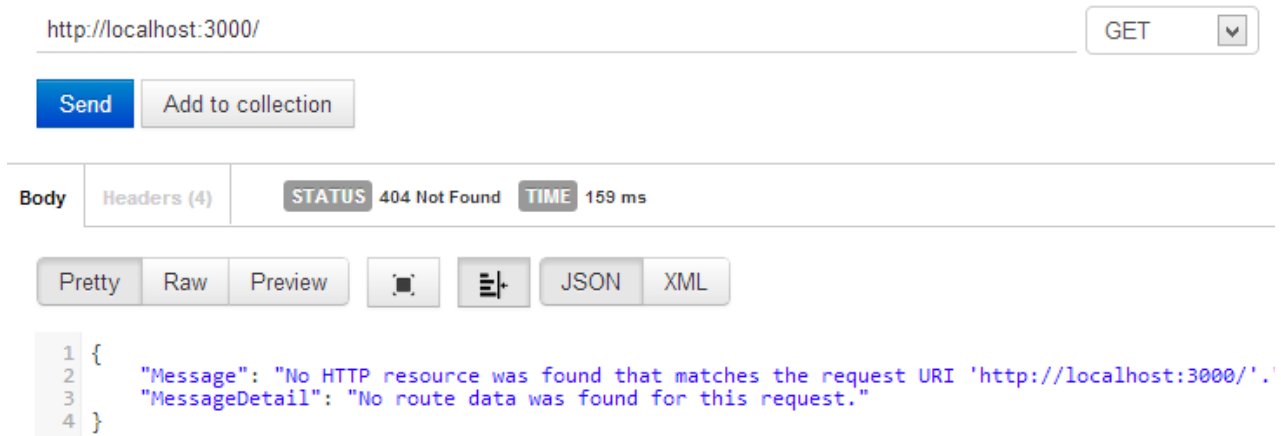 http://localhost:3000/ GET
Send Add to collection
Body Headers (4) STATUS 404 Not Found TIME 159 ms
Pretty Raw Preview JSON XML
1 {
2 "Message": "No HTTP resource was found that matches the request URI 'http://localhost:3000/'."
3 "MessageDetail": "No route data was found for this request."
4 }